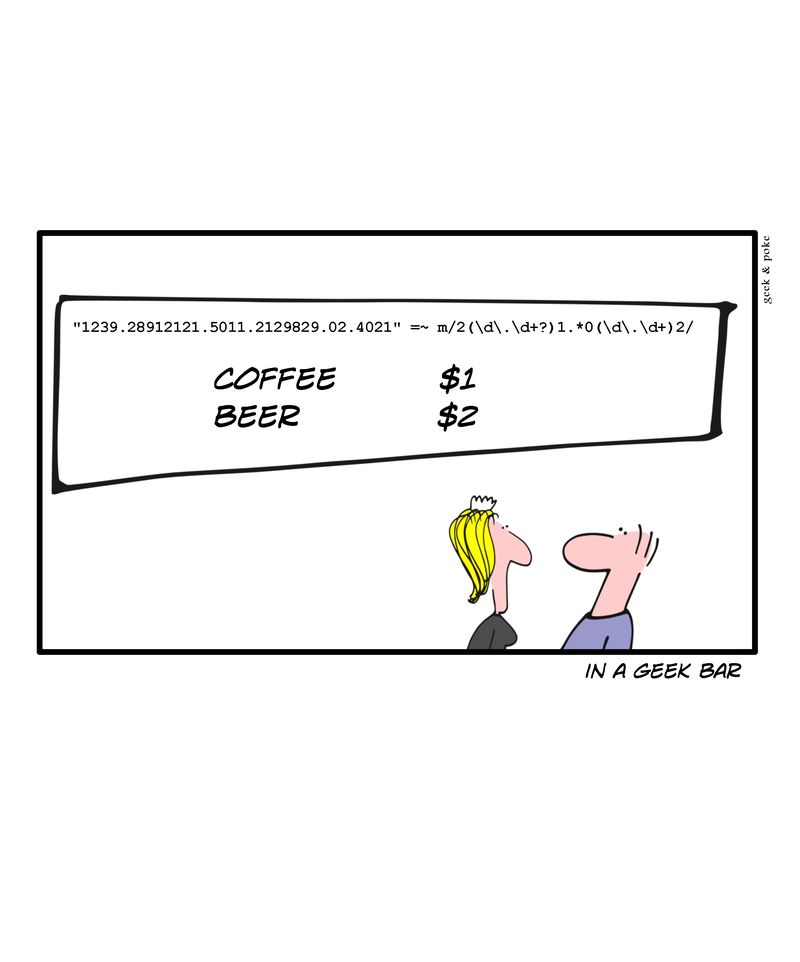 geek & poke
"1239.28912121.5011.2129829.02.4021" =~ m/2(\d\.\d+?)1.*0(\d\.\d+)2/
COFFEE $1
BEER $2
IN A GEEK BAR